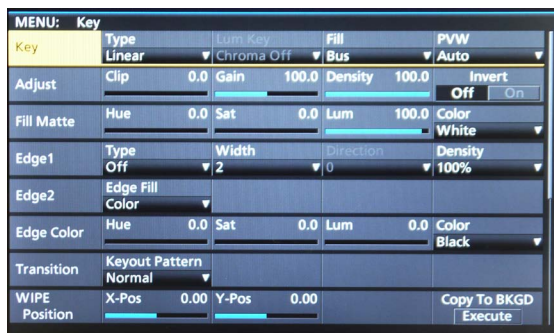 MENU: Key
Key Type Lum Key Fill PVW
Linear Chroma Off Bus Auto
Adjust Clip 0.0 Gain 100.0 Density 100.0 Invert
Off On
Fill Matte Hue 0.0 Sat 0.0 Lum 100.0 Color
White
Edge1 Type Width Direction Density
Off 2 0 100%
Edge2 Edge Fill
Color
Edge Color Hue 0.0 Sat 0.0 Lum 0.0 Color
Black
Transition Keyout Pattern
Normal
WIPE X-Pos 0.00 Y-Pos 0.00 Copy To BKGD
Position Execute